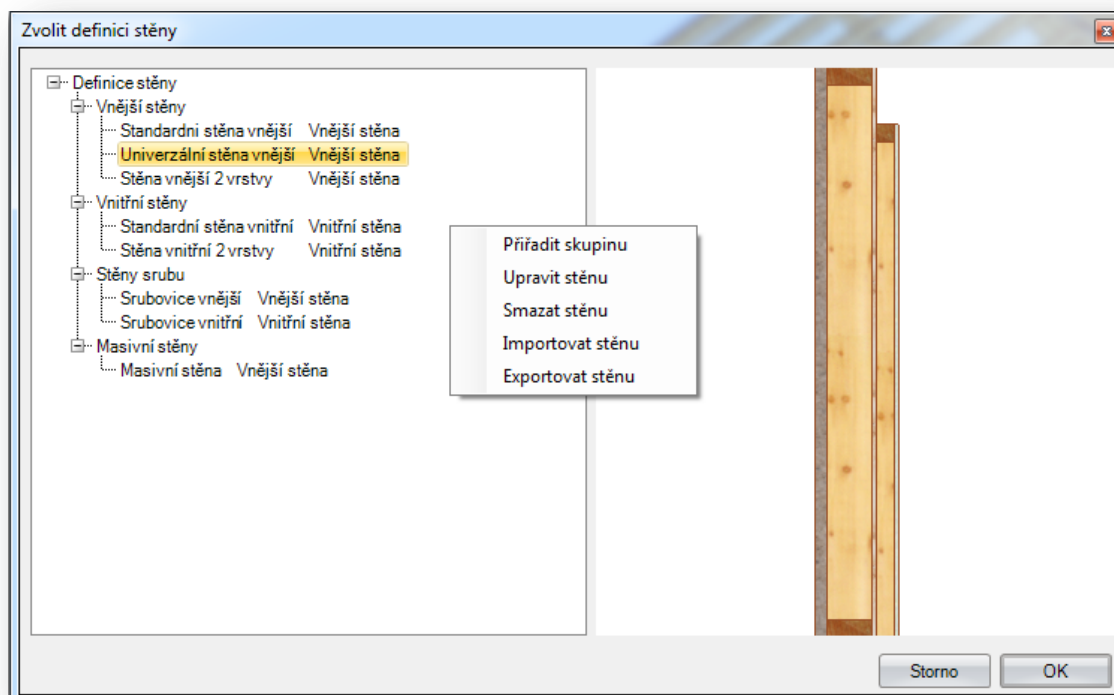 Zvolit definici stěny
Definice stěny
Vnější stěny
Standardni stěna vnější Vnější stěna
Univerzální stěna vnější Vnější stěna
Stěna vnější 2 vrstvy Vnější stěna
Vnitřní stěny
Standardní stěna vnitřní Vnitřní stěna
Stěna vnitřní 2 vrstvy Vnitřní stěna
Stěny srubu
Srubovice vnější Vnější stěna
Srubovice vnitřní Vnitřní stěna
Masivní stěny
Masivní stěna Vnější stěna
Přiřadit skupinu
Upravit stěnu
Smazat stěnu
Importovat stěnu
Exportovat stěnu
Storno OK